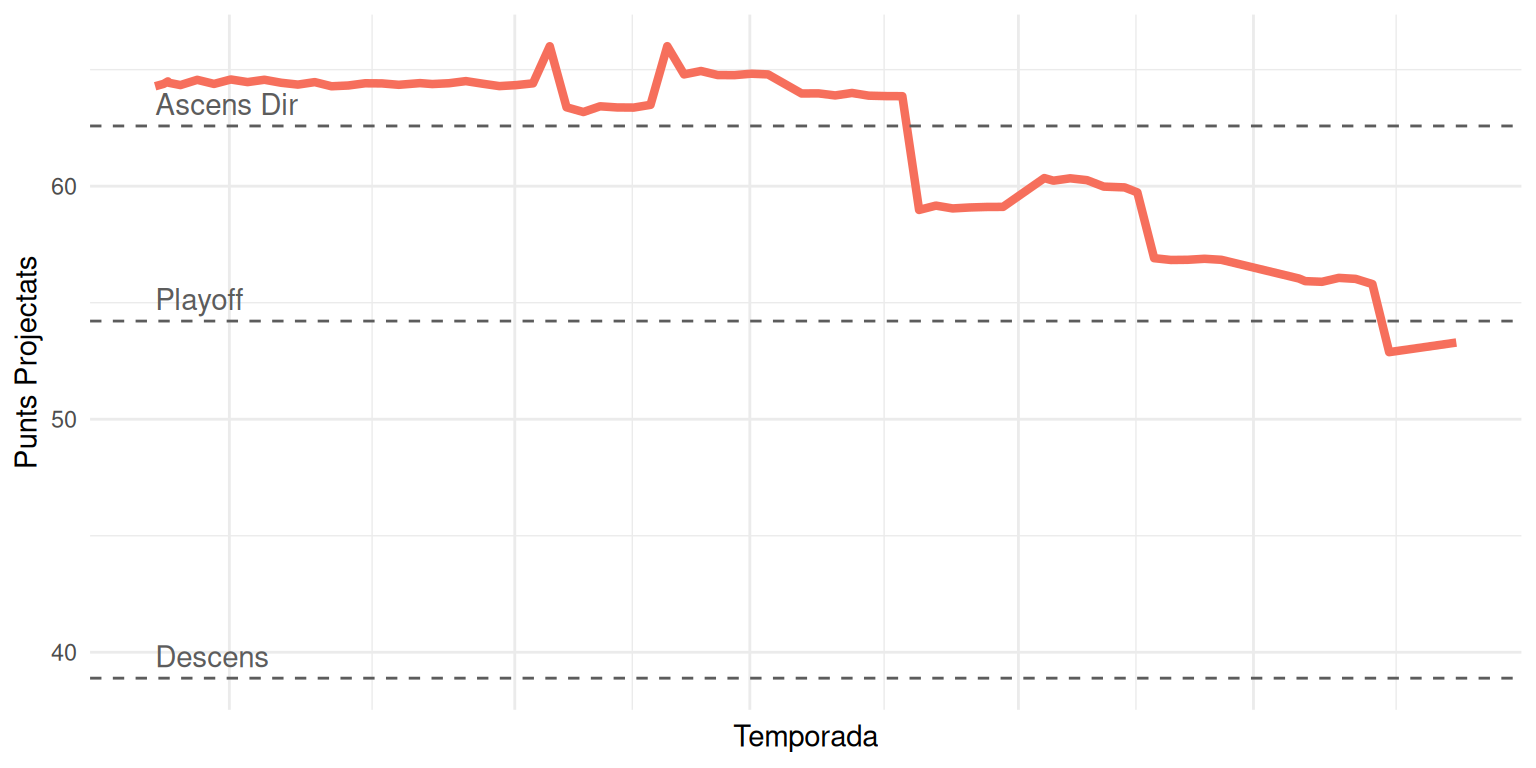 Ascens Dir
60
Playoff
50
Descens
40
Punts Projectats
Temporada